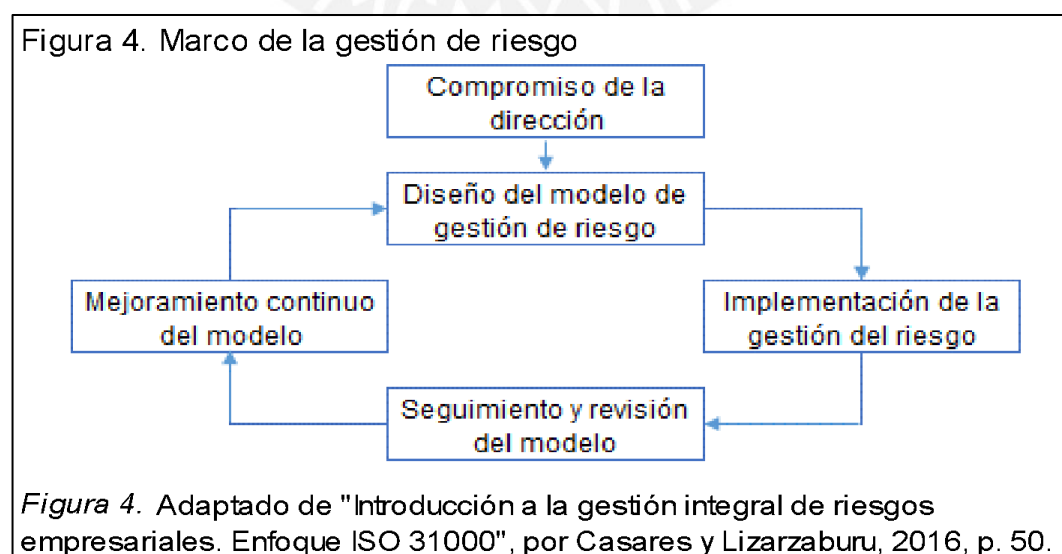 Figura 4. Marco de la gestión de riesgo
Compromiso de la
dirección
Diseño del modelo de
gestión de riesgo
Mejoramiento continuo
del modelo
Implementación de la
gestión del riesgo
Seguimiento y revisión
del modelo
Figura 4. Adaptado de "Introducción a la gestión integral de riesgos
empresariales. Enfoque ISO 31000", por Casares y Lizarzaburu, 2016, p. 50.